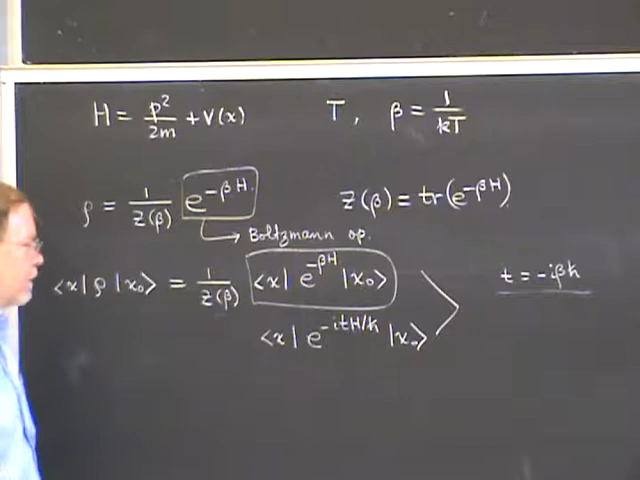 H = p²/2m + V(x) T, β = 1/kT
ρ = 1/Z(β) e^{-βH} Z(β) = tr(e^{-βH})
Boltzmann op.
<x|ρ|x₀> = 1/Z(β) <x|e^{-βH}|x₀> t = -iβħ
<x|e^{-itH/ħ}|x₀>